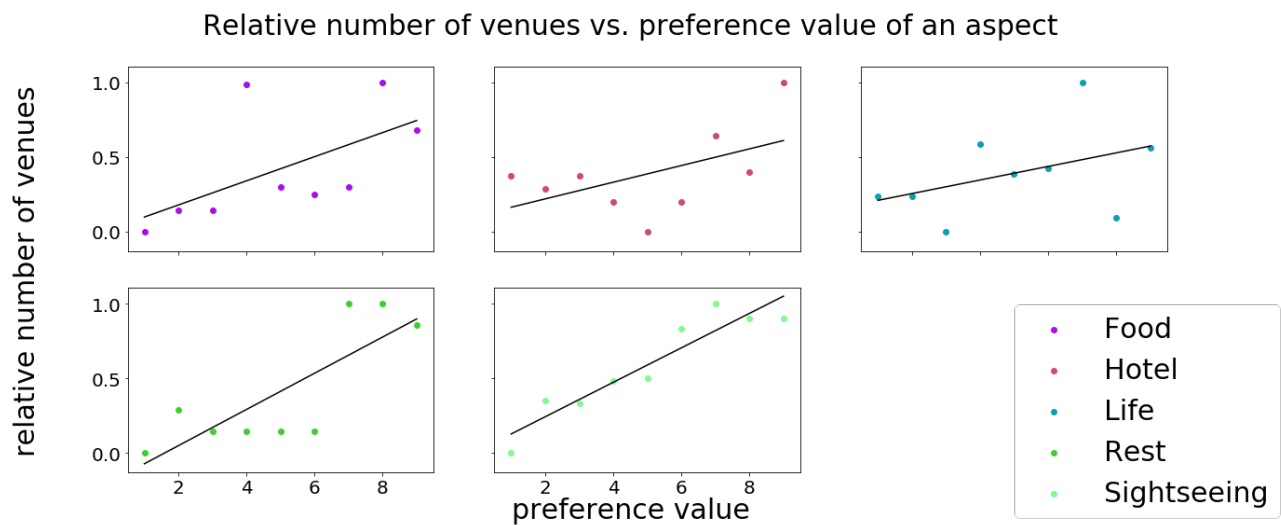 Relative number of venues vs. preference value of an aspect
relative number of venues
1.0
0.5
0.0
1.0
0.5
0.0
2 4 6 8
2 4 6 8
preference value
Food
Hotel
Life
Rest
Sightseeing